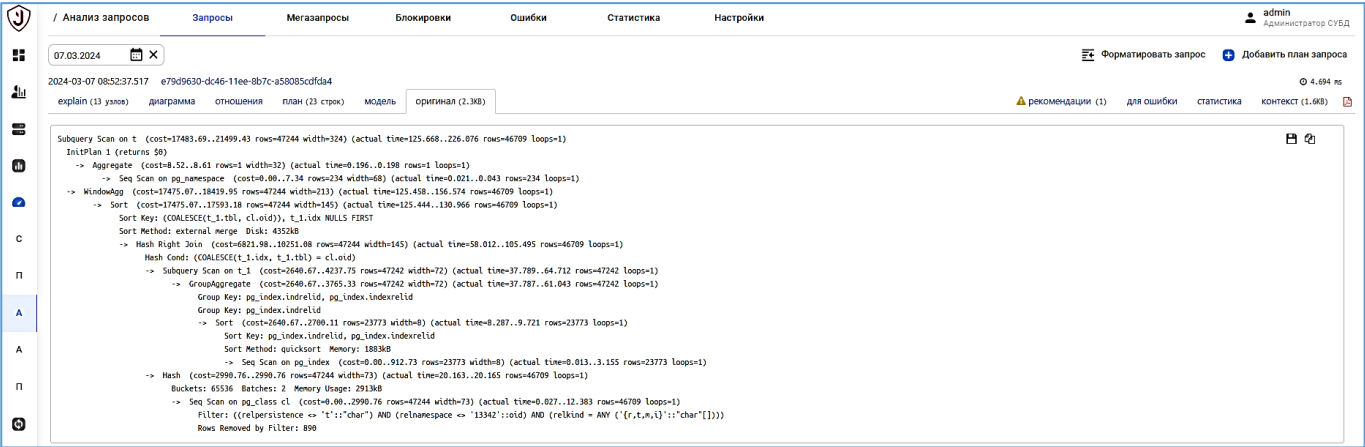 / Анализ запросов Запросы Мегазапросы Блокировки Ошибки Статистика Настройки admin
Администратор СУБД
07.03.2024 Форматировать запрос Добавить план запроса
2024-03-07 08:52:37.517 e79d9630-dc46-11ee-8b7c-a58085cdfda4 4.694 ms
explain (13 узлов) диаграмма отношения план (23 строк) модель оригинал (2.3KB) рекомендации (1) для ошибки статистика контекст (1.6KB)
Subquery Scan on t (cost=17483.69..21499.43 rows=47244 width=324) (actual time=125.668..226.076 rows=46709 loops=1)
InitPlan 1 (returns $0)
-> Aggregate (cost=8.52..8.61 rows=1 width=32) (actual time=0.196..0.198 rows=1 loops=1)
-> Seq Scan on pg_namespace (cost=0.00..7.34 rows=234 width=68) (actual time=0.021..0.043 rows=234 loops=1)
-> WindowAgg (cost=17475.07..18419.95 rows=47244 width=213) (actual time=125.458..156.574 rows=46709 loops=1)
-> Sort (cost=17475.07..17593.18 rows=47244 width=145) (actual time=125.444..130.966 rows=46709 loops=1)
Sort Key: (COALESCE(t_1.tbl, cl.oid)), t_1.idx NULLS FIRST
Sort Method: external merge Disk: 4352kB
-> Hash Right Join (cost=6821.98..10251.08 rows=47244 width=145) (actual time=58.012..105.495 rows=46709 loops=1)
Hash Cond: (COALESCE(t_1.idx, t_1.tbl) = cl.oid)
-> Subquery Scan on t_1 (cost=2640.67..4237.75 rows=47242 width=72) (actual time=37.789..64.712 rows=47242 loops=1)
-> GroupAggregate (cost=2640.67..3765.33 rows=47242 width=72) (actual time=37.787..61.043 rows=47242 loops=1)
Group Key: pg_index.indrelid, pg_index.indexrelid
Group Key: pg_index.indrelid
-> Sort (cost=2640.67..2700.11 rows=23773 width=8) (actual time=8.287..9.721 rows=23773 loops=1)
Sort Key: pg_index.indrelid, pg_index.indexrelid
Sort Method: quicksort Memory: 1883kB
-> Seq Scan on pg_index (cost=0.00..912.73 rows=23773 width=8) (actual time=0.013..3.155 rows=23773 loops=1)
-> Hash (cost=2990.76..2990.76 rows=47244 width=73) (actual time=20.163..20.165 rows=46709 loops=1)
Buckets: 65536 Batches: 2 Memory Usage: 2913kB
-> Seq Scan on pg_class cl (cost=0.00..2990.76 rows=47244 width=73) (actual time=0.027..12.383 rows=46709 loops=1)
Filter: ((relpersistence <> 't'::"char") AND (relnamespace <> '13342'::oid) AND (relkind = ANY ('{r,t,m,i}'::"char"[])))
Rows Removed by Filter: 890
С
П
А
А
П